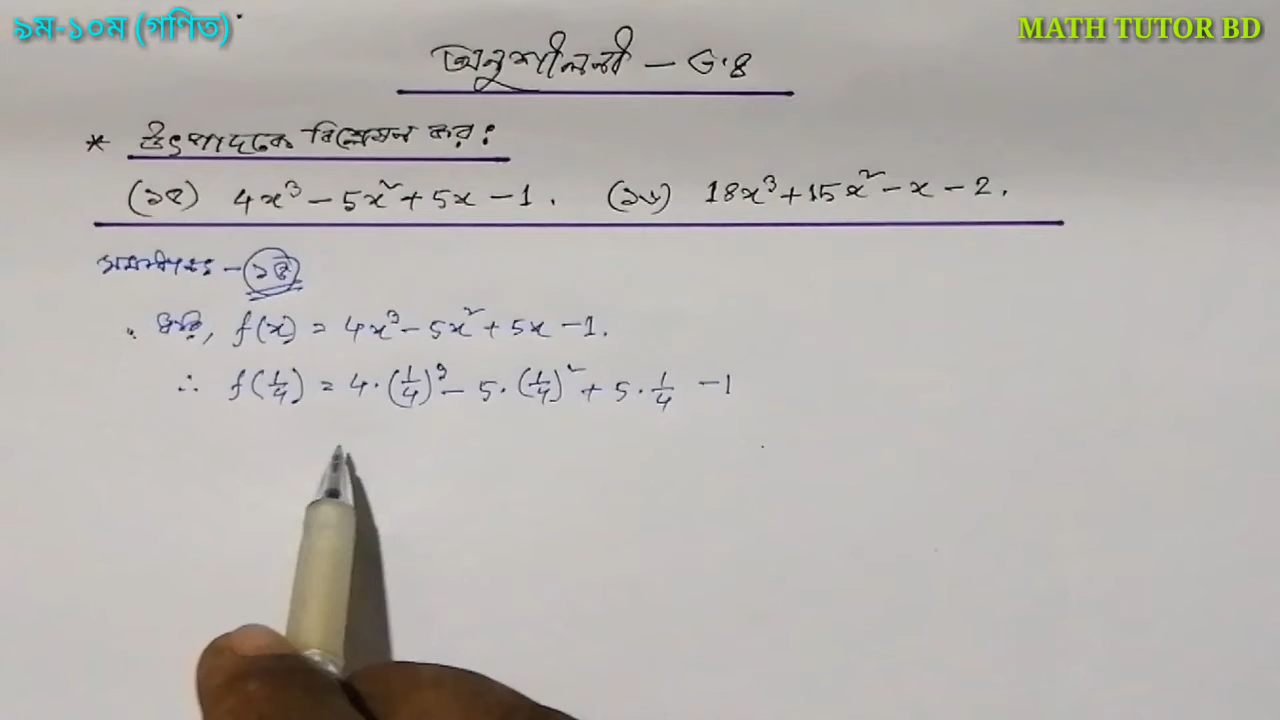 ৯ম-১০ম (গণিত)
MATH TUTOR BD
অনুশীলনী – ৩.৪
* উৎপাদকে বিশ্লেষন কর:
(১৫) 4x³ – 5x² + 5x – 1. (১৬) 18x³ + 15x² – x – 2.
সমাধানঃ – (১৫)
ধরি, f(x) = 4x³ – 5x² + 5x – 1.
∴ f(1/4) = 4·(1/4)³ – 5·(1/4)² + 5·1/4 – 1